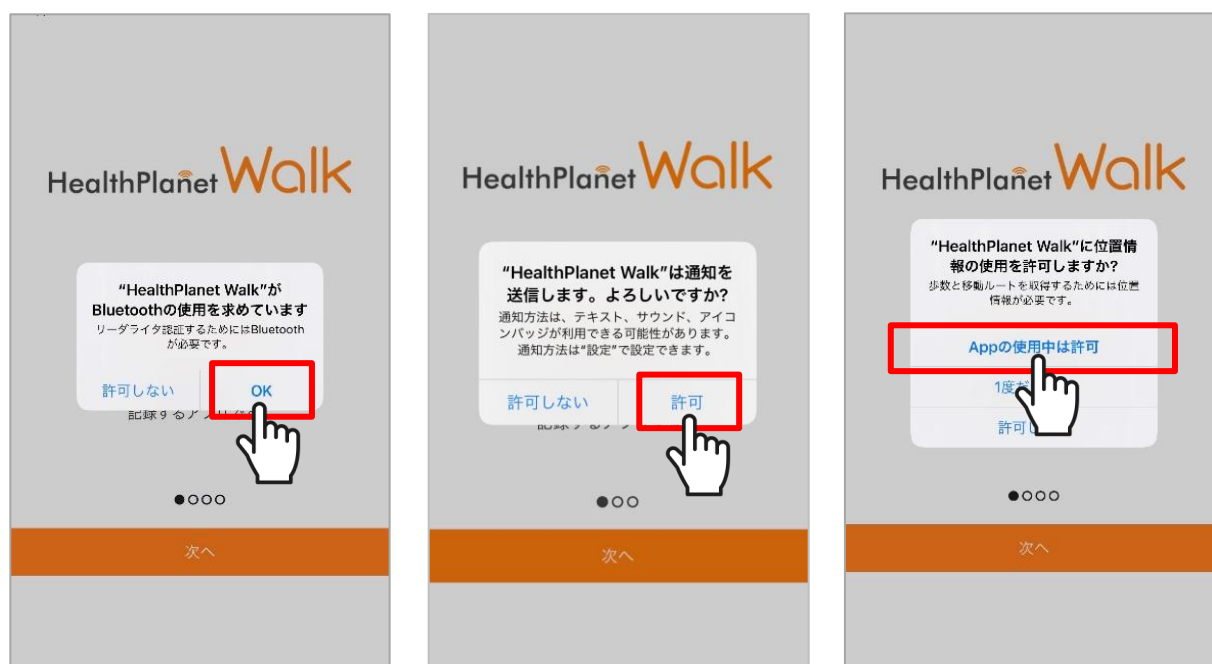 HealthPlanet Walk
“HealthPlanet Walk”が
Bluetoothの使用を求めています
リーダライタ認証するためにはBluetooth
が必要です。
許可しない
OK
記録するア
次へ
HealthPlanet Walk
“HealthPlanet Walk”は通知を
送信します。よろしいですか?
通知方法は、テキスト、サウンド、アイコ
ンバッジが利用できる可能性があります。
通知方法は“設定”で設定できます。
許可しない
許可
次へ
HealthPlanet Walk
“HealthPlanet Walk”に位置情
報の使用を許可しますか?
歩数と移動ルートを取得するためには位置
情報が必要です。
Appの使用中は許可
1度
許可
次へ